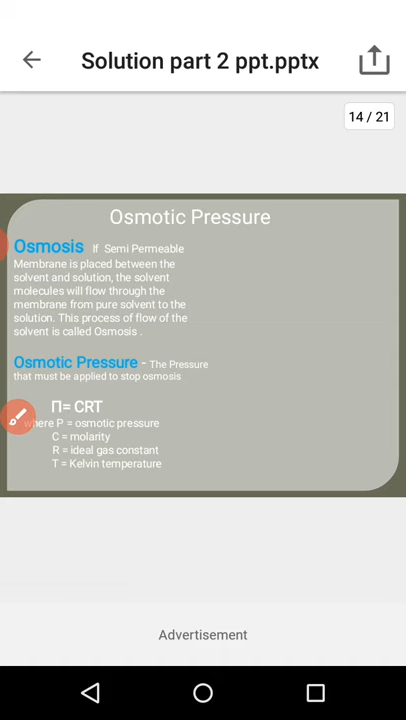 Solution part 2 ppt.pptx
14 / 21
Osmotic Pressure
Osmosis If Semi Permeable
Membrane is placed between the
solvent and solution, the solvent
molecules will flow through the
membrane from pure solvent to the
solution. This process of flow of the
solvent is called Osmosis .
Osmotic Pressure - The Pressure
that must be applied to stop osmosis
Π= CRT
where P = osmotic pressure
C = molarity
R = ideal gas constant
T = Kelvin temperature
Advertisement